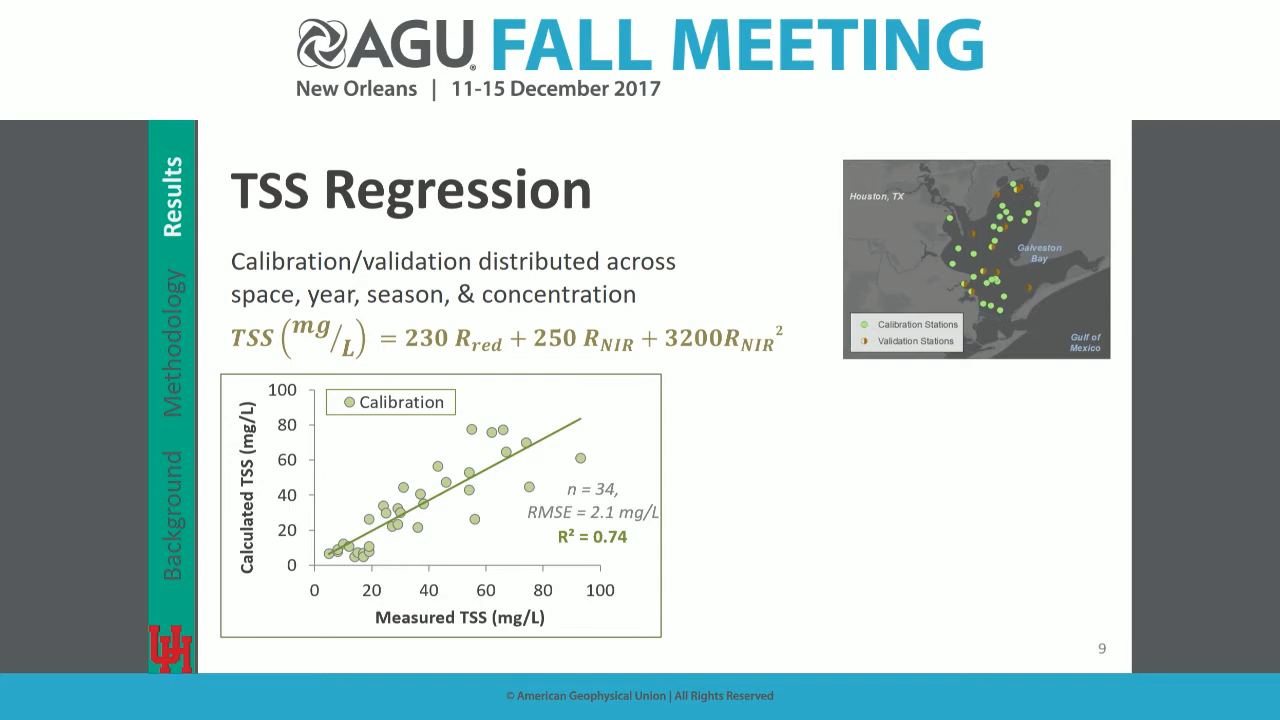 AGU FALL MEETING
New Orleans | 11-15 December 2017
Results
Methodology
Background
TSS Regression
Calibration/validation distributed across
space, year, season, & concentration
TSS (mg/L) = 230 R_red + 250 R_NIR + 3200R_NIR²
Houston, TX
Galveston
Bay
Calibration Stations
Validation Stations
Gulf of
Mexico
Calibration
Calculated TSS (mg/L)
100
80
60
40
20
0
n = 34,
RMSE = 2.1 mg/L
R² = 0.74
0 20 40 60 80 100
Measured TSS (mg/L)
UH
9
© American Geophysical Union | All Rights Reserved